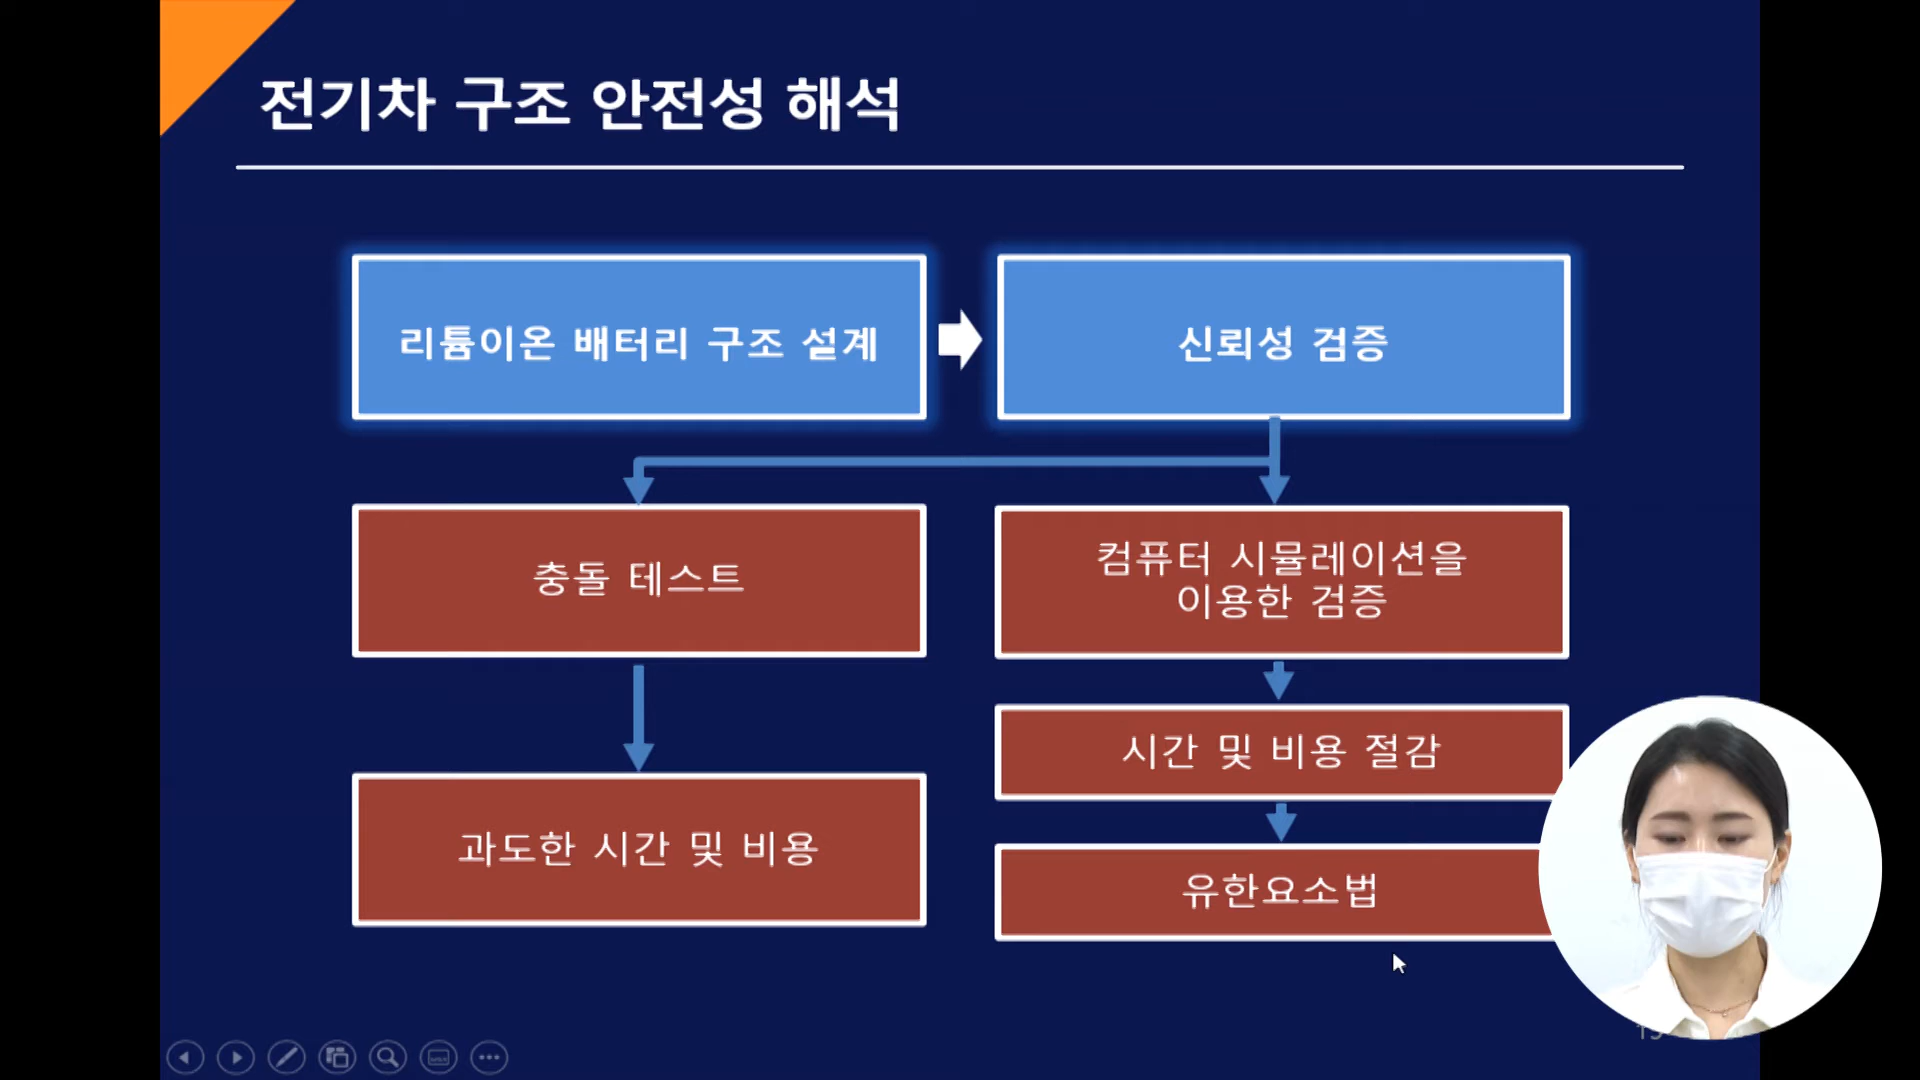 전기차 구조 안전성 해석
리튬이온 배터리 구조 설계
신뢰성 검증
충돌 테스트
컴퓨터 시뮬레이션을
이용한 검증
과도한 시간 및 비용
시간 및 비용 절감
유한요소법